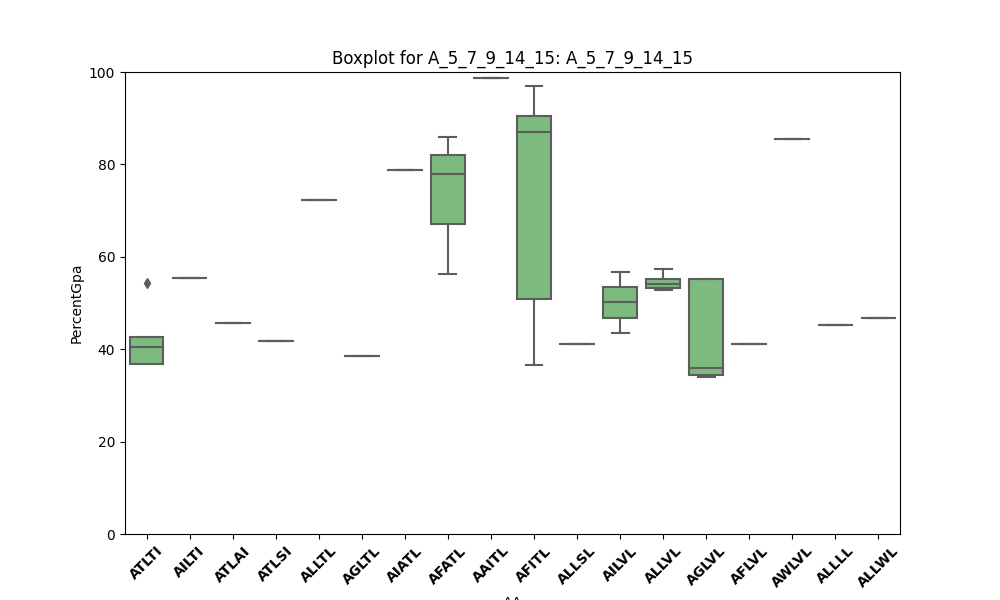 Boxplot for A_5_7_9_14_15: A_5_7_9_14_15
PercentGpa
100
80
60
40
20
0
ATLTI
AILTI
ATLAI
ATLSI
ALLTL
AGLTL
AIATL
AFATL
AAITL
AFITL
ALLSL
AILVL
ALLVL
AGLVL
AFLVL
AWLVL
ALLLL
ALLWL